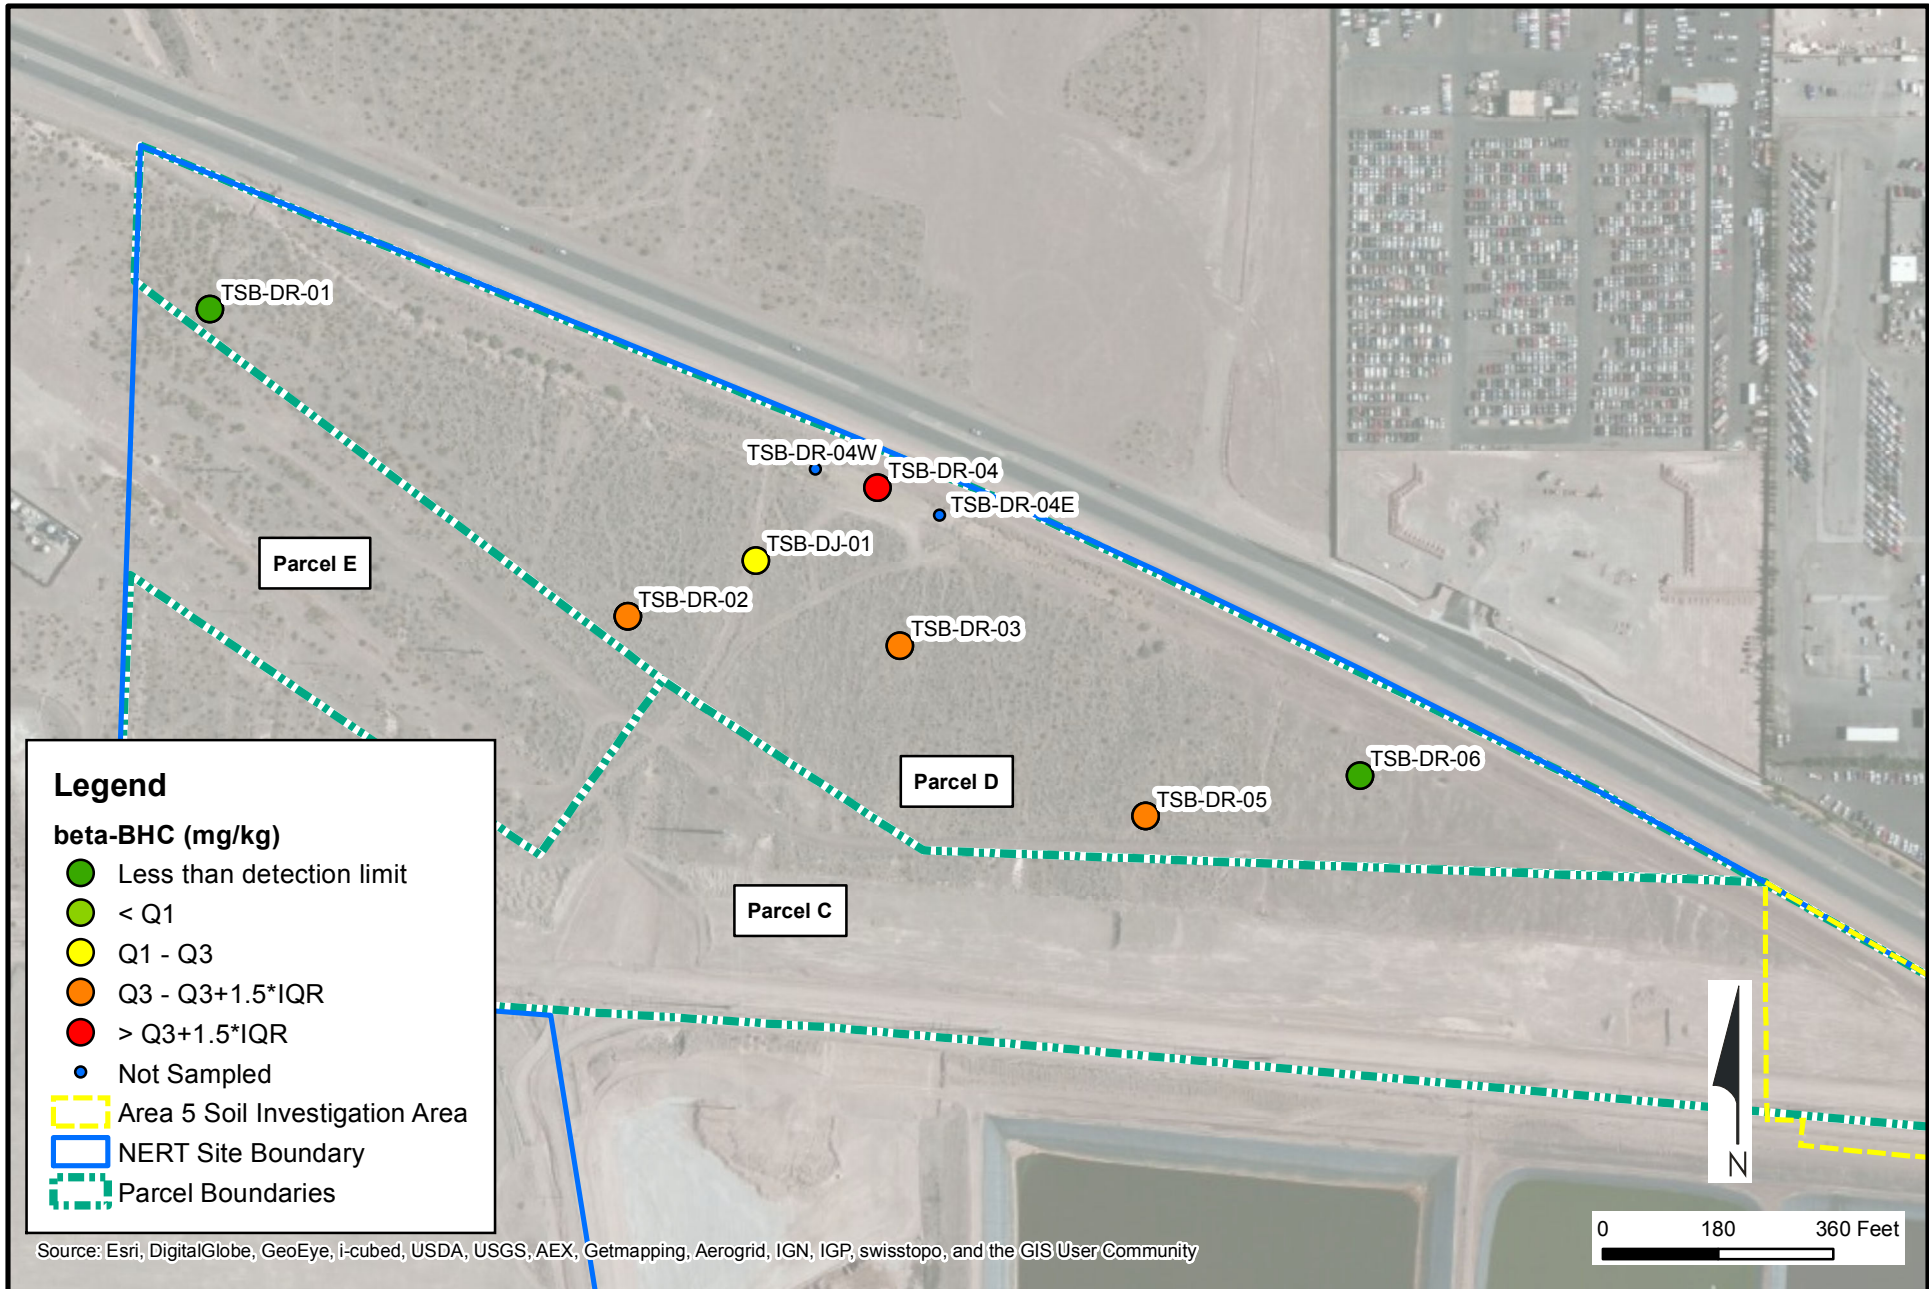 TSB-DR-01
TSB-DR-04W
TSB-DR-04
TSB-DR-04E
TSB-DJ-01
Parcel E
TSB-DR-02
TSB-DR-03
TSB-DR-06
Parcel D
TSB-DR-05
Parcel C
Legend
beta-BHC (mg/kg)
Less than detection limit
< Q1
Q1 - Q3
Q3 - Q3+1.5*IQR
> Q3+1.5*IQR
Not Sampled
Area 5 Soil Investigation Area
NERT Site Boundary
Parcel Boundaries
N
0 180 360 Feet
Source: Esri, DigitalGlobe, GeoEye, i-cubed, USDA, USGS, AEX, Getmapping, Aerogrid, IGN, IGP, swisstopo, and the GIS User Community